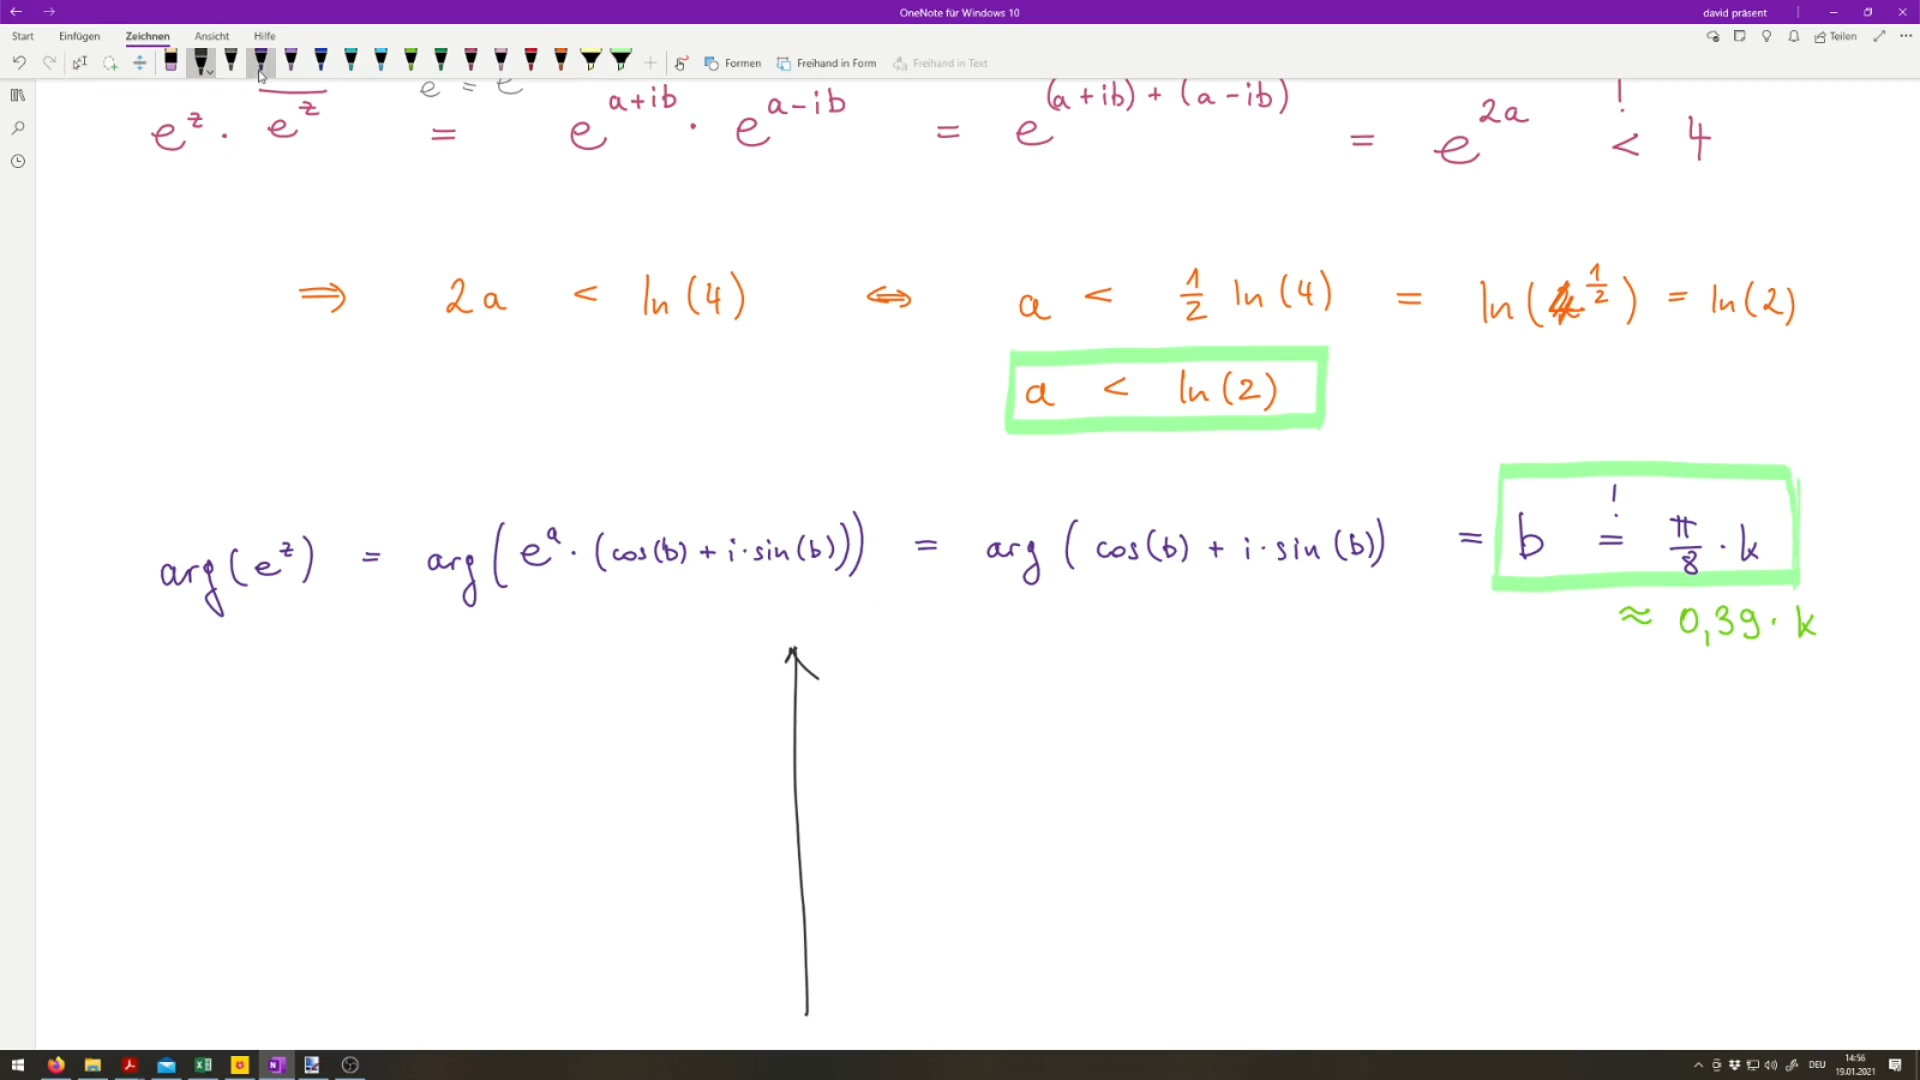 OneNote für Windows 10
david präsent
Start Einfügen Zeichnen Ansicht Hilfe
Teilen
Formen Freihand in Form Freihand in Text
e = e
e^z · e^z = e^{a+ib} · e^{a-ib} = e^{(a+ib) + (a-ib)} = e^{2a} !< 4
⇒ 2a < ln(4) ⇔ a < 1/2 ln(4) = ln(4^{1/2}) = ln(2)
a < ln(2)
arg(e^z) = arg(e^a · (cos(b) + i·sin(b))) = arg(cos(b) + i·sin(b)) = b != π/8 · k
≈ 0,39 · k
DEU
14:56
19.01.2021